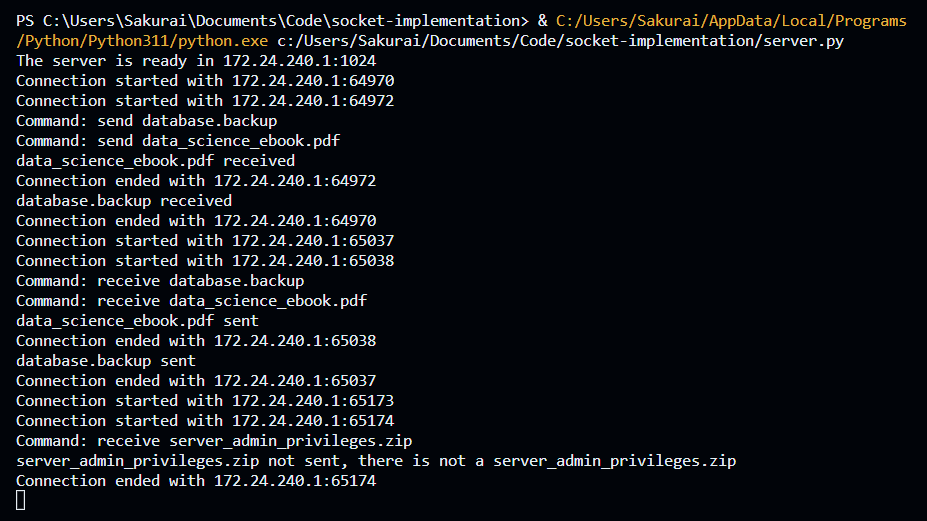 PS C:\Users\Sakurai\Documents\Code\socket-implementation> & C:/Users/Sakurai/AppData/Local/Programs
/Python/Python311/python.exe c:/Users/Sakurai/Documents/Code/socket-implementation/server.py
The server is ready in 172.24.240.1:1024
Connection started with 172.24.240.1:64970
Connection started with 172.24.240.1:64972
Command: send database.backup
Command: send data_science_ebook.pdf
data_science_ebook.pdf received
Connection ended with 172.24.240.1:64972
database.backup received
Connection ended with 172.24.240.1:64970
Connection started with 172.24.240.1:65037
Connection started with 172.24.240.1:65038
Command: receive database.backup
Command: receive data_science_ebook.pdf
data_science_ebook.pdf sent
Connection ended with 172.24.240.1:65038
database.backup sent
Connection ended with 172.24.240.1:65037
Connection started with 172.24.240.1:65173
Connection started with 172.24.240.1:65174
Command: receive server_admin_privileges.zip
server_admin_privileges.zip not sent, there is not a server_admin_privileges.zip
Connection ended with 172.24.240.1:65174